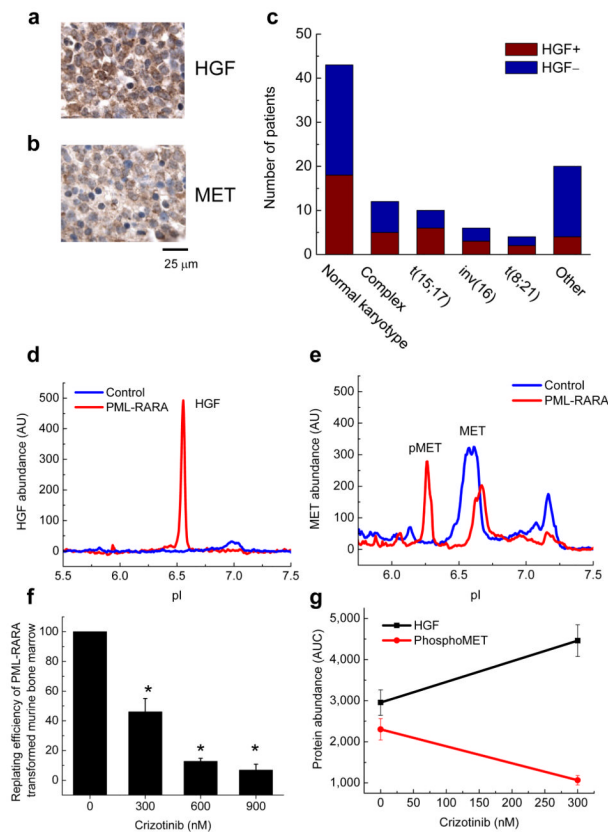 a
HGF
b
MET
25 μm
c
HGF+
HGF–
Number of patients
50
40
30
20
10
0
Normal karyotype
Complex
t(15;17)
inv(16)
t(8;21)
Other
d
Control
PML-RARA
HGF
HGF abundance (AU)
500
400
300
200
100
0
5.5 6.0 6.5 7.0 7.5
pI
e
Control
PML-RARA
pMET
MET
MET abundance (AU)
500
400
300
200
100
0
6.0 6.5 7.0 7.5
pI
f
Replating efficiency of PML-RARA
transformed murine bone marrow
100
80
60
40
20
0
* * *
0 300 600 900
Crizotinib (nM)
g
HGF
PhosphoMET
Protein abundance (AUC)
5,000
4,000
3,000
2,000
1,000
0 50 100 150 200 250 300
Crizotinib (nM)